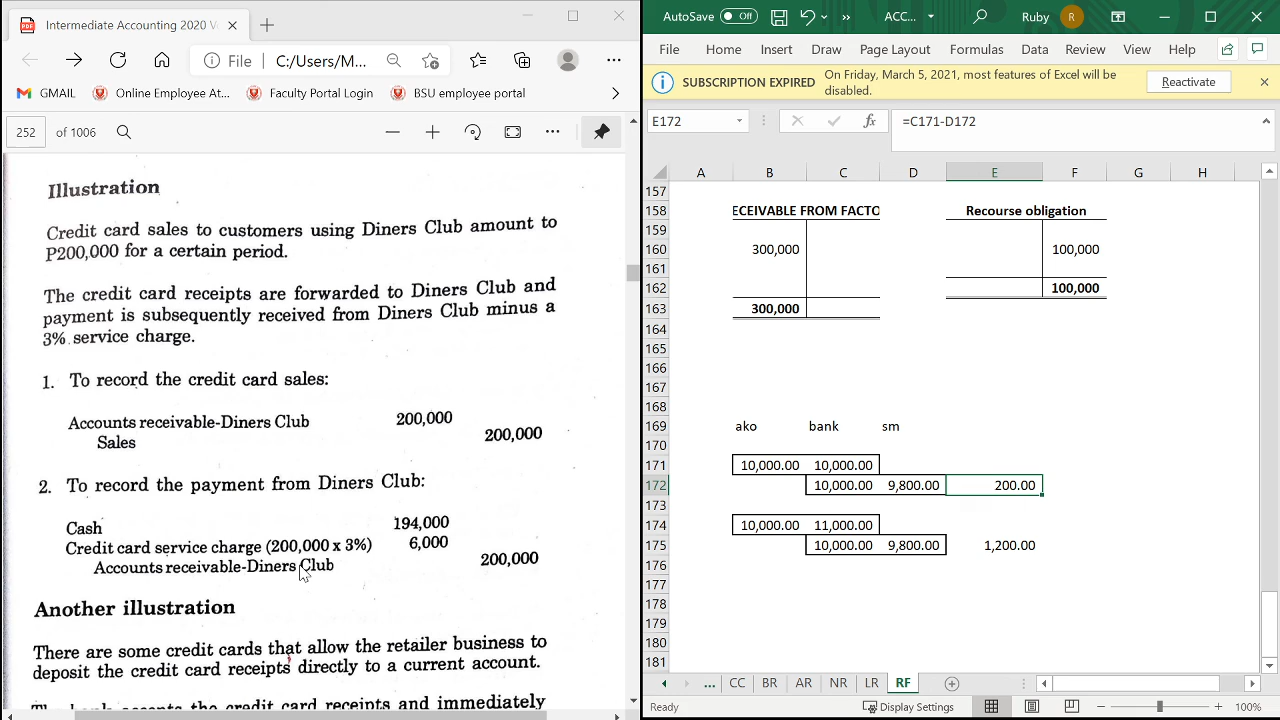 Intermediate Accounting 2020 V
File
C:/Users/M...
GMAIL
Online Employee At...
Faculty Portal Login
BSU employee portal
252
of 1006
Illustration
Credit card sales to customers using Diners Club amount to
P200,000 for a certain period.
The credit card receipts are forwarded to Diners Club and
payment is subsequently received from Diners Club minus a
3% service charge.
1. To record the credit card sales:
Accounts receivable-Diners Club 200,000
Sales 200,000
2. To record the payment from Diners Club:
Cash 194,000
Credit card service charge (200,000 x 3%) 6,000
Accounts receivable-Diners Club 200,000
Another illustration
There are some credit cards that allow the retailer business to
deposit the credit card receipts directly to a current account.
The bank accepts the credit card receipts and immediately
AutoSave Off ACC... Ruby R
File Home Insert Draw Page Layout Formulas Data Review View Help
SUBSCRIPTION EXPIRED On Friday, March 5, 2021, most features of Excel will be
disabled.
Reactivate
E172 fx =C171-D172
A B C D E F G H
157
158 ECEIVABLE FROM FACTO Recourse obligation
159
160 300,000 100,000
161
162 100,000
163 300,000
164
165
166
167
168
169 ako bank sm
170
171 10,000.00 10,000.00
172 10,000.00 9,800.00 200.00
173
174 10,000.00 11,000.00
175 10,000.00 9,800.00 1,200.00
176
177
178
179
180
181
... CC BR AR NR LR RF
Ready Display Settings 100%